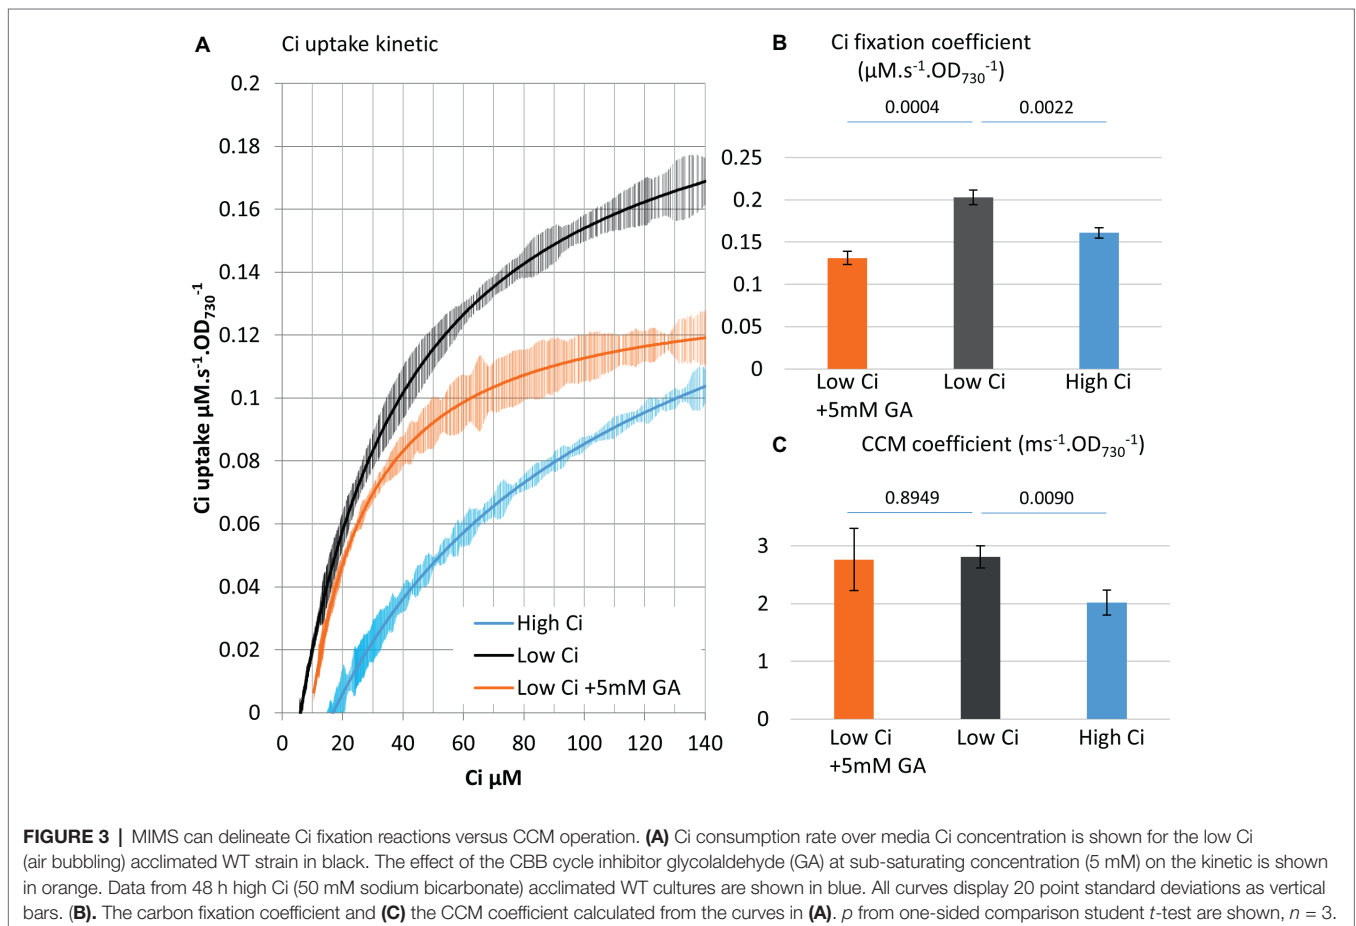 A Ci uptake kinetic
0.2
0.18
0.16
0.14
0.12
0.1
0.08
0.06
0.04
0.02
0
Ci uptake µM.s-1.OD730-1
0 20 40 60 80 100 120 140
Ci µM
High Ci
Low Ci
Low Ci +5mM GA
B Ci fixation coefficient
(µM.s-1.OD730-1)
0.0004 0.0022
0.25
0.2
0.15
0.1
0.05
0
Low Ci Low Ci High Ci
+5mM GA
C CCM coefficient (ms-1.OD730-1)
0.8949 0.0090
3
2
1
0
Low Ci Low Ci High Ci
+5mM GA
FIGURE 3 | MIMS can delineate Ci fixation reactions versus CCM operation. (A) Ci consumption rate over media Ci concentration is shown for the low Ci
(air bubbling) acclimated WT strain in black. The effect of the CBB cycle inhibitor glycolaldehyde (GA) at sub-saturating concentration (5 mM) on the kinetic is shown
in orange. Data from 48 h high Ci (50 mM sodium bicarbonate) acclimated WT cultures are shown in blue. All curves display 20 point standard deviations as vertical
bars. (B). The carbon fixation coefficient and (C) the CCM coefficient calculated from the curves in (A). p from one-sided comparison student t-test are shown, n = 3.